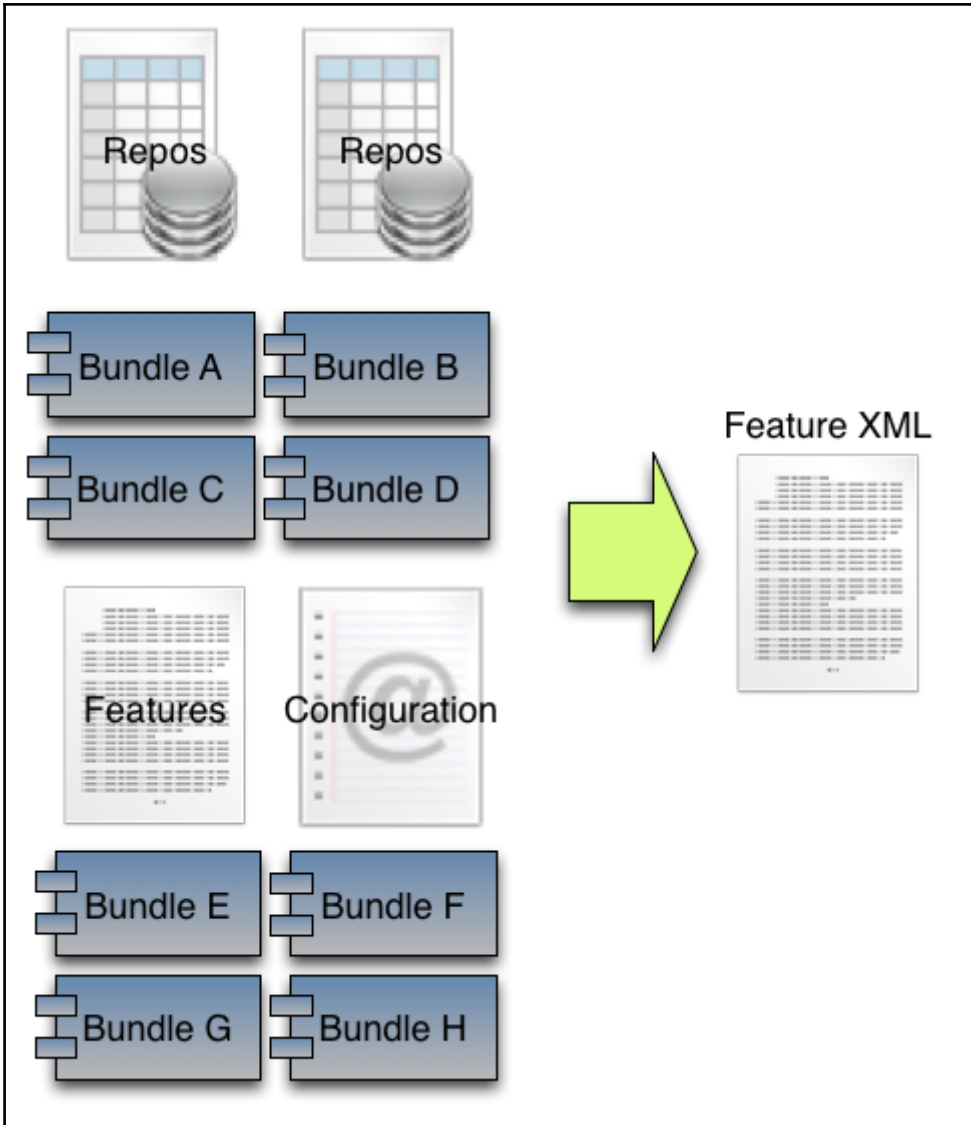 Repos
Repos
Bundle A
Bundle B
Bundle C
Bundle D
Feature XML
Features
Configuration
Bundle E
Bundle F
Bundle G
Bundle H